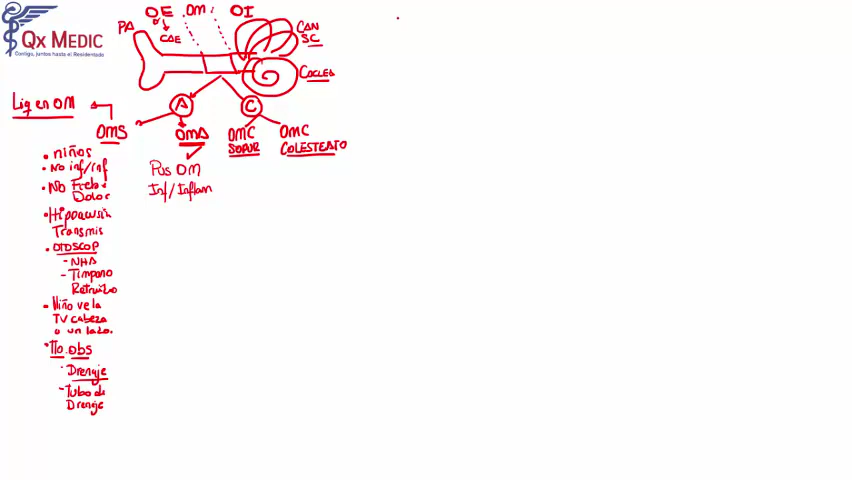 Qx MEDIC
Contigo, juntos hasta el Residentado
OE OM OI
PA
CAE
CAN
SC
COCLEA
A
C
Liq en OM
OMS
OMA
OMC
SUPUR
OMC
COLESTEATO
• niños
• No inf/inf
• No Fiebre
Dolor
• Hipoacusia
Transmis
• OTOSCOP
- NHA
- Timpano
Retraido
• Niño ve la
TV cabeza
a un lado.
• Tto. obs
- Drenaje
- Tubo de
Drenaje
Pus OM
Inf/Inflam